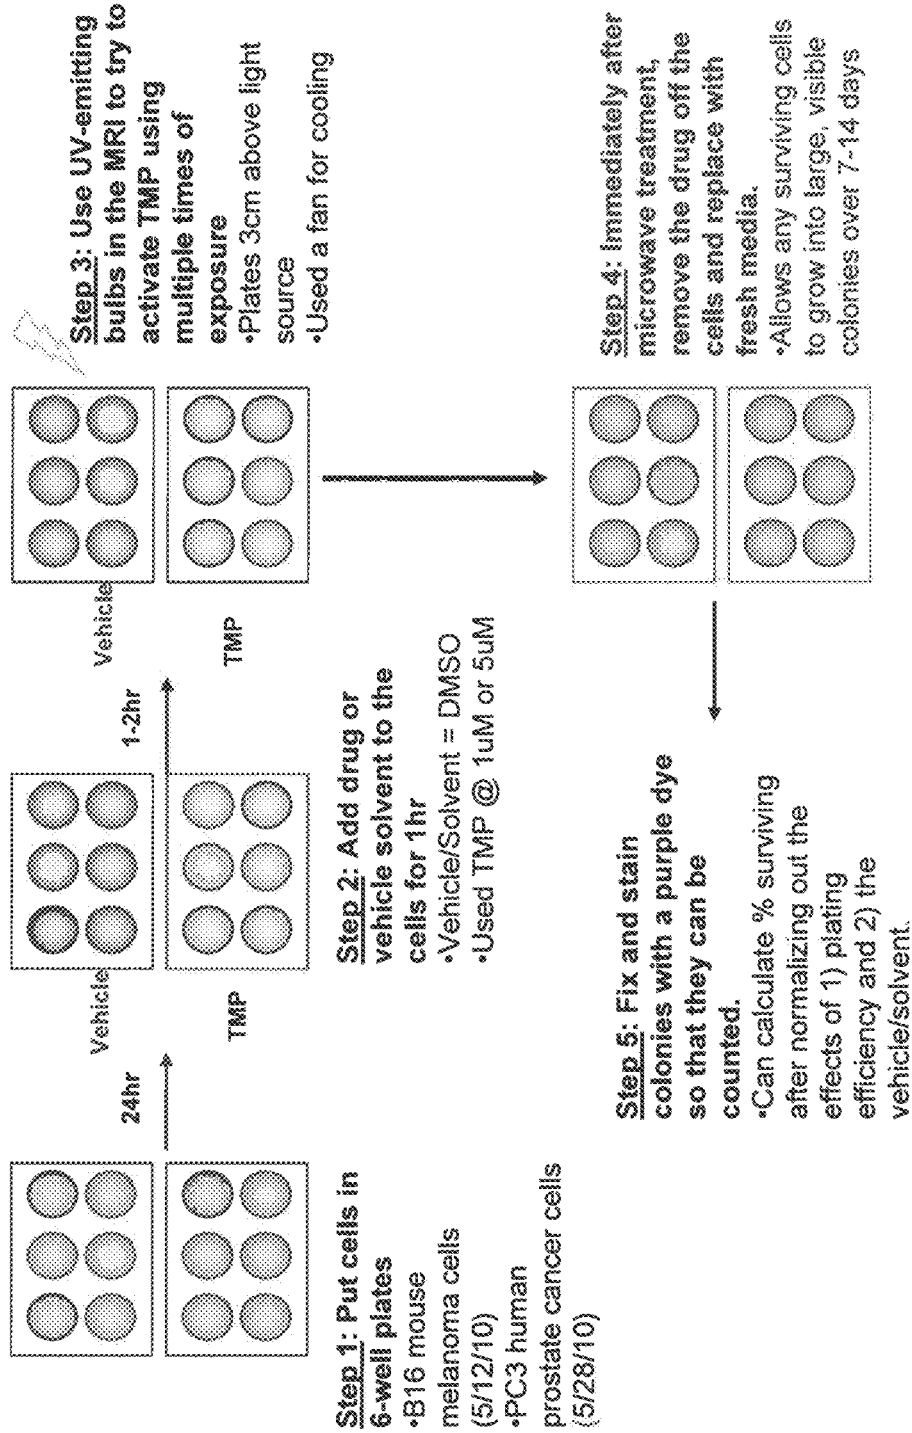 Step 1: Put cells in
6-well plates
•B16 mouse
melanoma cells
(5/12/10)
•PC3 human
prostate cancer cells
(5/28/10)
24hr
Vehicle
TMP
Step 2: Add drug or
vehicle solvent to the
cells for 1hr
•Vehicle/Solvent = DMSO
•Used TMP @ 1uM or 5uM
1-2hr
Vehicle
TMP
Step 3: Use UV-emitting
bulbs in the MRI to try to
activate TMP using
multiple times of
exposure
•Plates 3cm above light
source
•Used a fan for cooling
Step 4: Immediately after
microwave treatment,
remove the drug off the
cells and replace with
fresh media.
•Allows any surviving cells
to grow into large, visible
colonies over 7-14 days
Step 5: Fix and stain
colonies with a purple dye
so that they can be
counted.
•Can calculate % surviving
after normalizing out the
effects of 1) plating
efficiency and 2) the
vehicle/solvent.